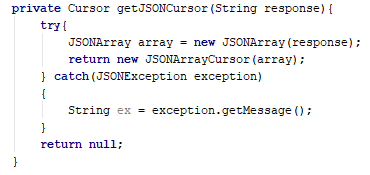 private Cursor getJSONCursor(String response){
    try{
        JSONArray array = new JSONArray(response);
        return new JSONArrayCursor(array);
    } catch(JSONException exception)
    {
        String ex = exception.getMessage();
    }
    return null;
}